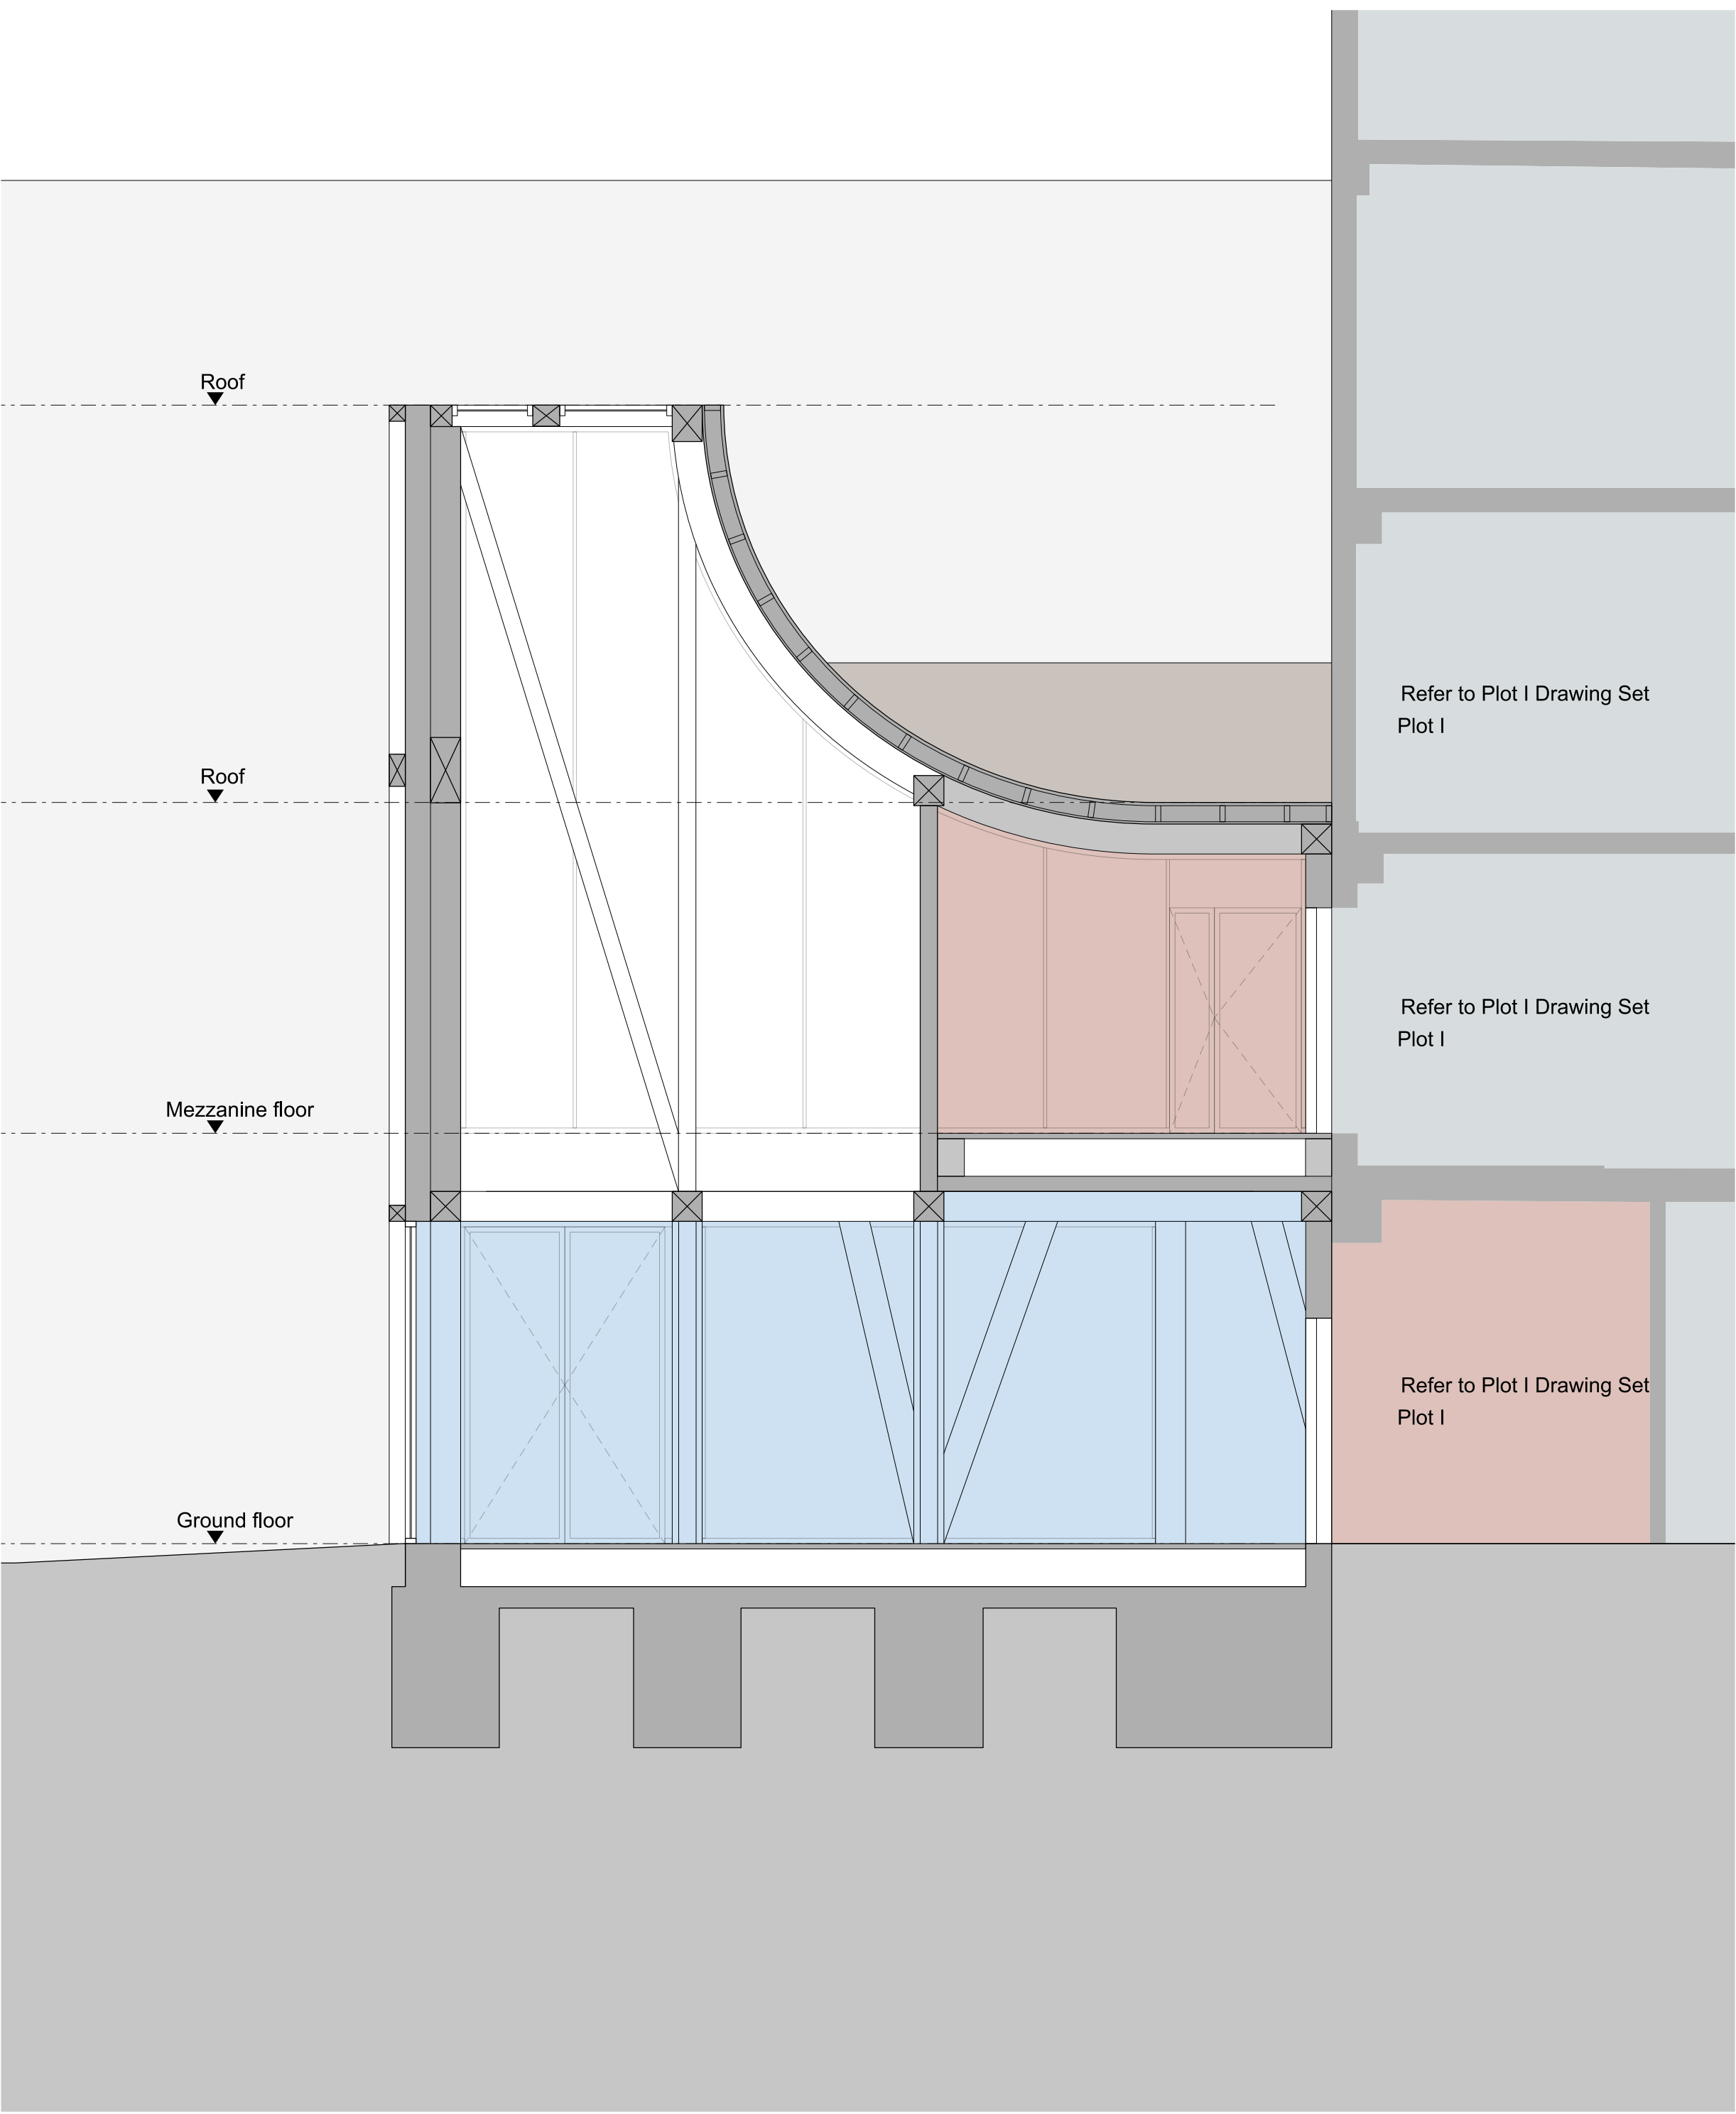 Roof
Refer to Plot I Drawing Set
Plot I
Roof
Refer to Plot I Drawing Set
Plot I
Mezzanine floor
Refer to Plot I Drawing Set
Plot I
Ground floor